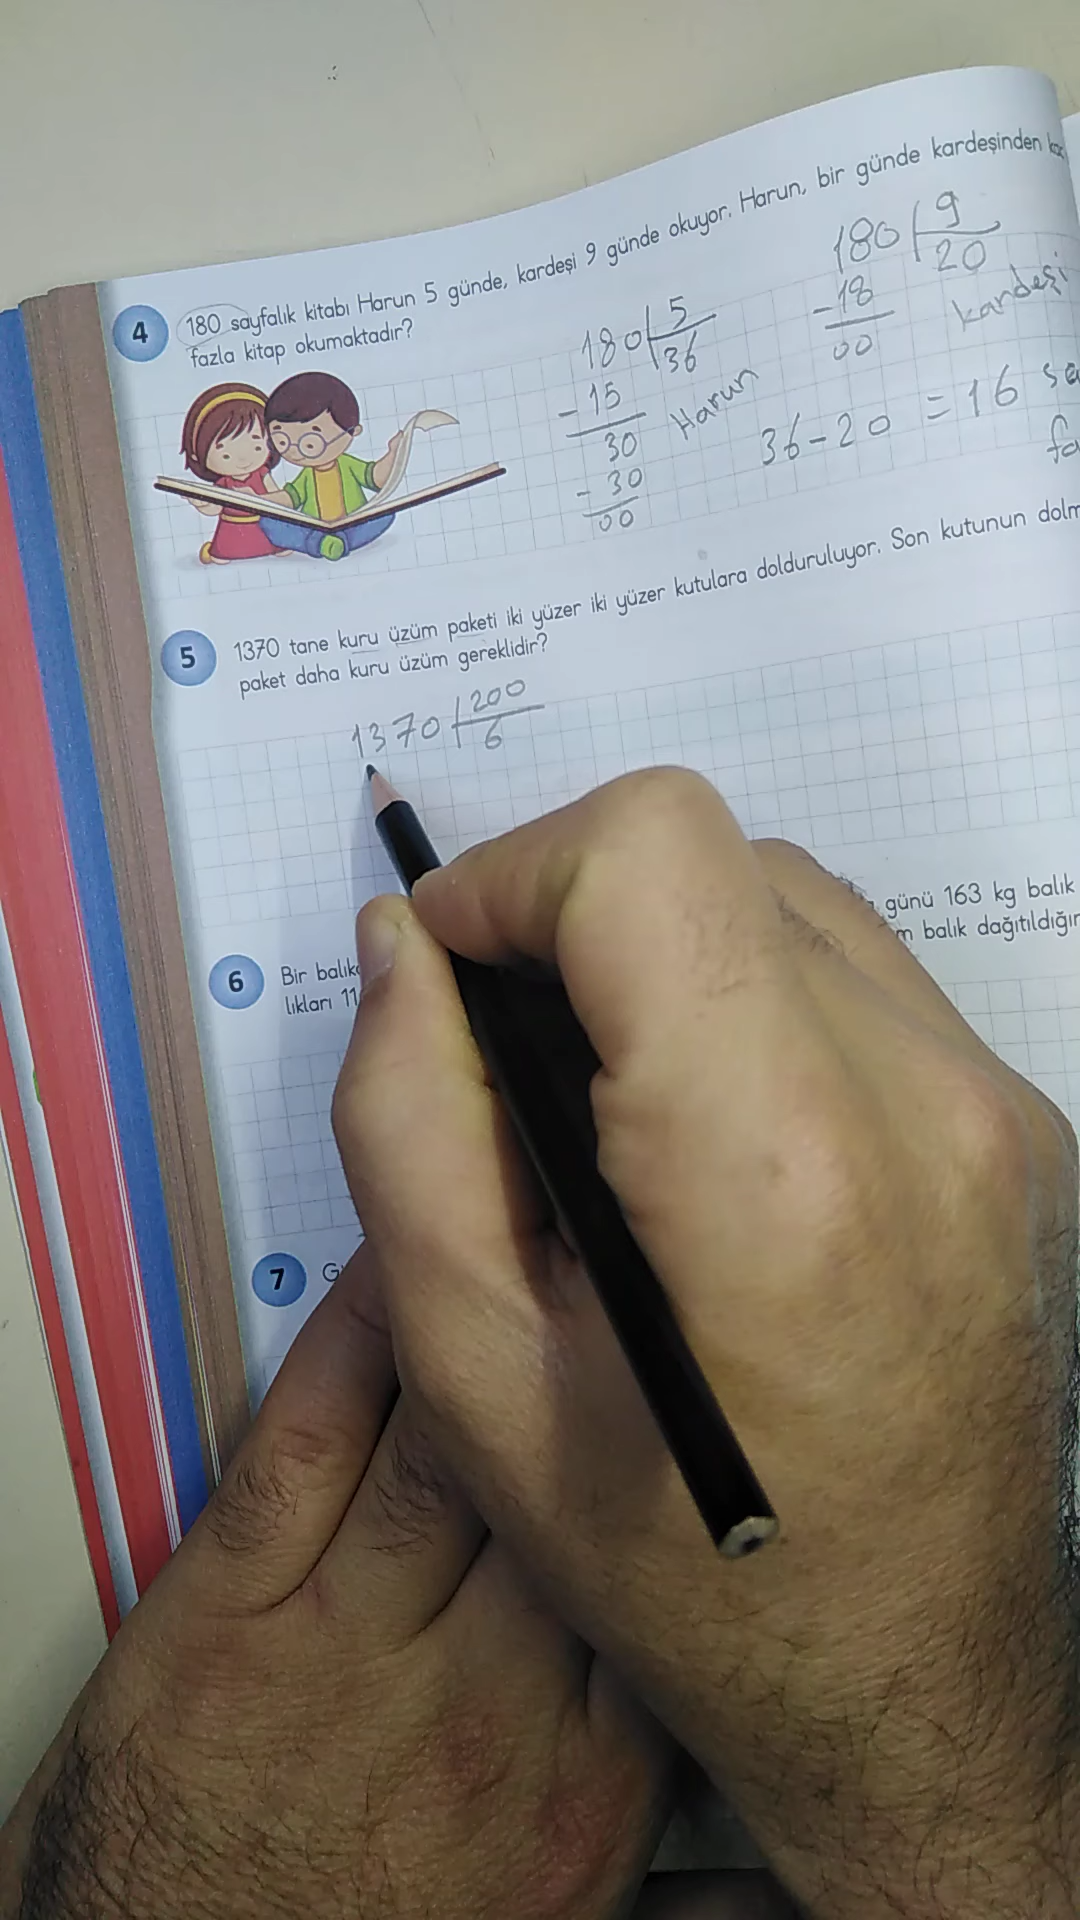 4
180 sayfalık kitabı Harun 5 günde, kardeşi 9 günde okuyor. Harun, bir günde kardeşinden
fazla kitap okumaktadır?
180 5
36
- 15
30
- 30
00
Harun
180 9
20
- 18
00
kardeşi
36 - 20 = 16
5
1370 tane kuru üzüm paketi iki yüzer iki yüzer kutulara dolduruluyor. Son kutunun
paket daha kuru üzüm gereklidir?
1370 200
6
6
Bir
günü 163 kg balık
lıkları
balık
7